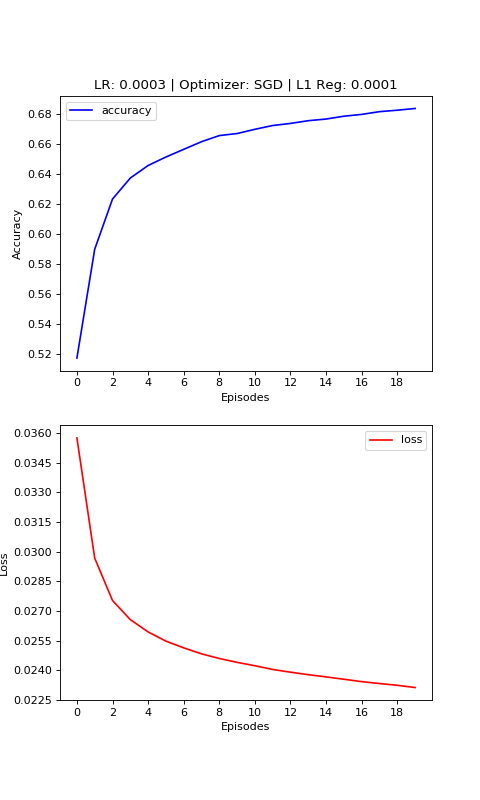 LR: 0.0003 | Optimizer: SGD | L1 Reg: 0.0001
accuracy
0.68
0.66
0.64
0.62
0.60
0.58
0.56
0.54
0.52
Accuracy
0 2 4 6 8 10 12 14 16 18
Episodes
loss
0.0360
0.0345
0.0330
0.0315
0.0300
0.0285
0.0270
0.0255
0.0240
0.0225
Loss
0 2 4 6 8 10 12 14 16 18
Episodes